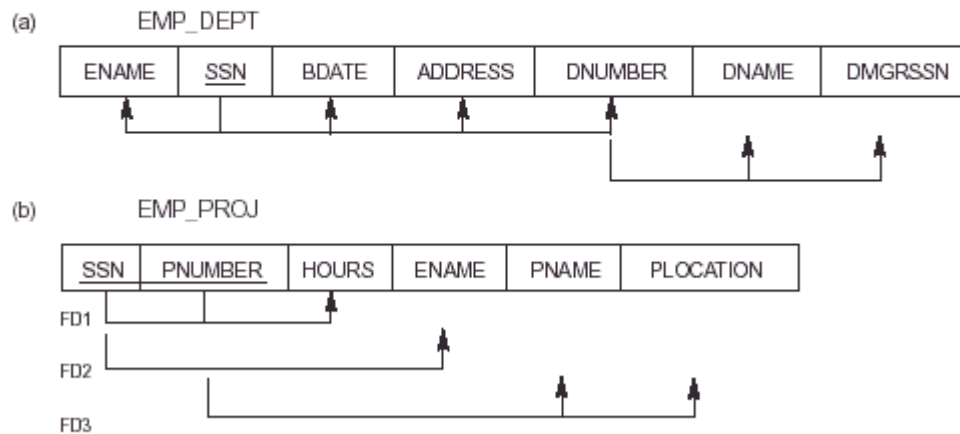 (a) EMP_DEPT
ENAME SSN BDATE ADDRESS DNUMBER DNAME DMGRSSN
(b) EMP_PROJ
SSN PNUMBER HOURS ENAME PNAME PLOCATION
FD1
FD2
FD3